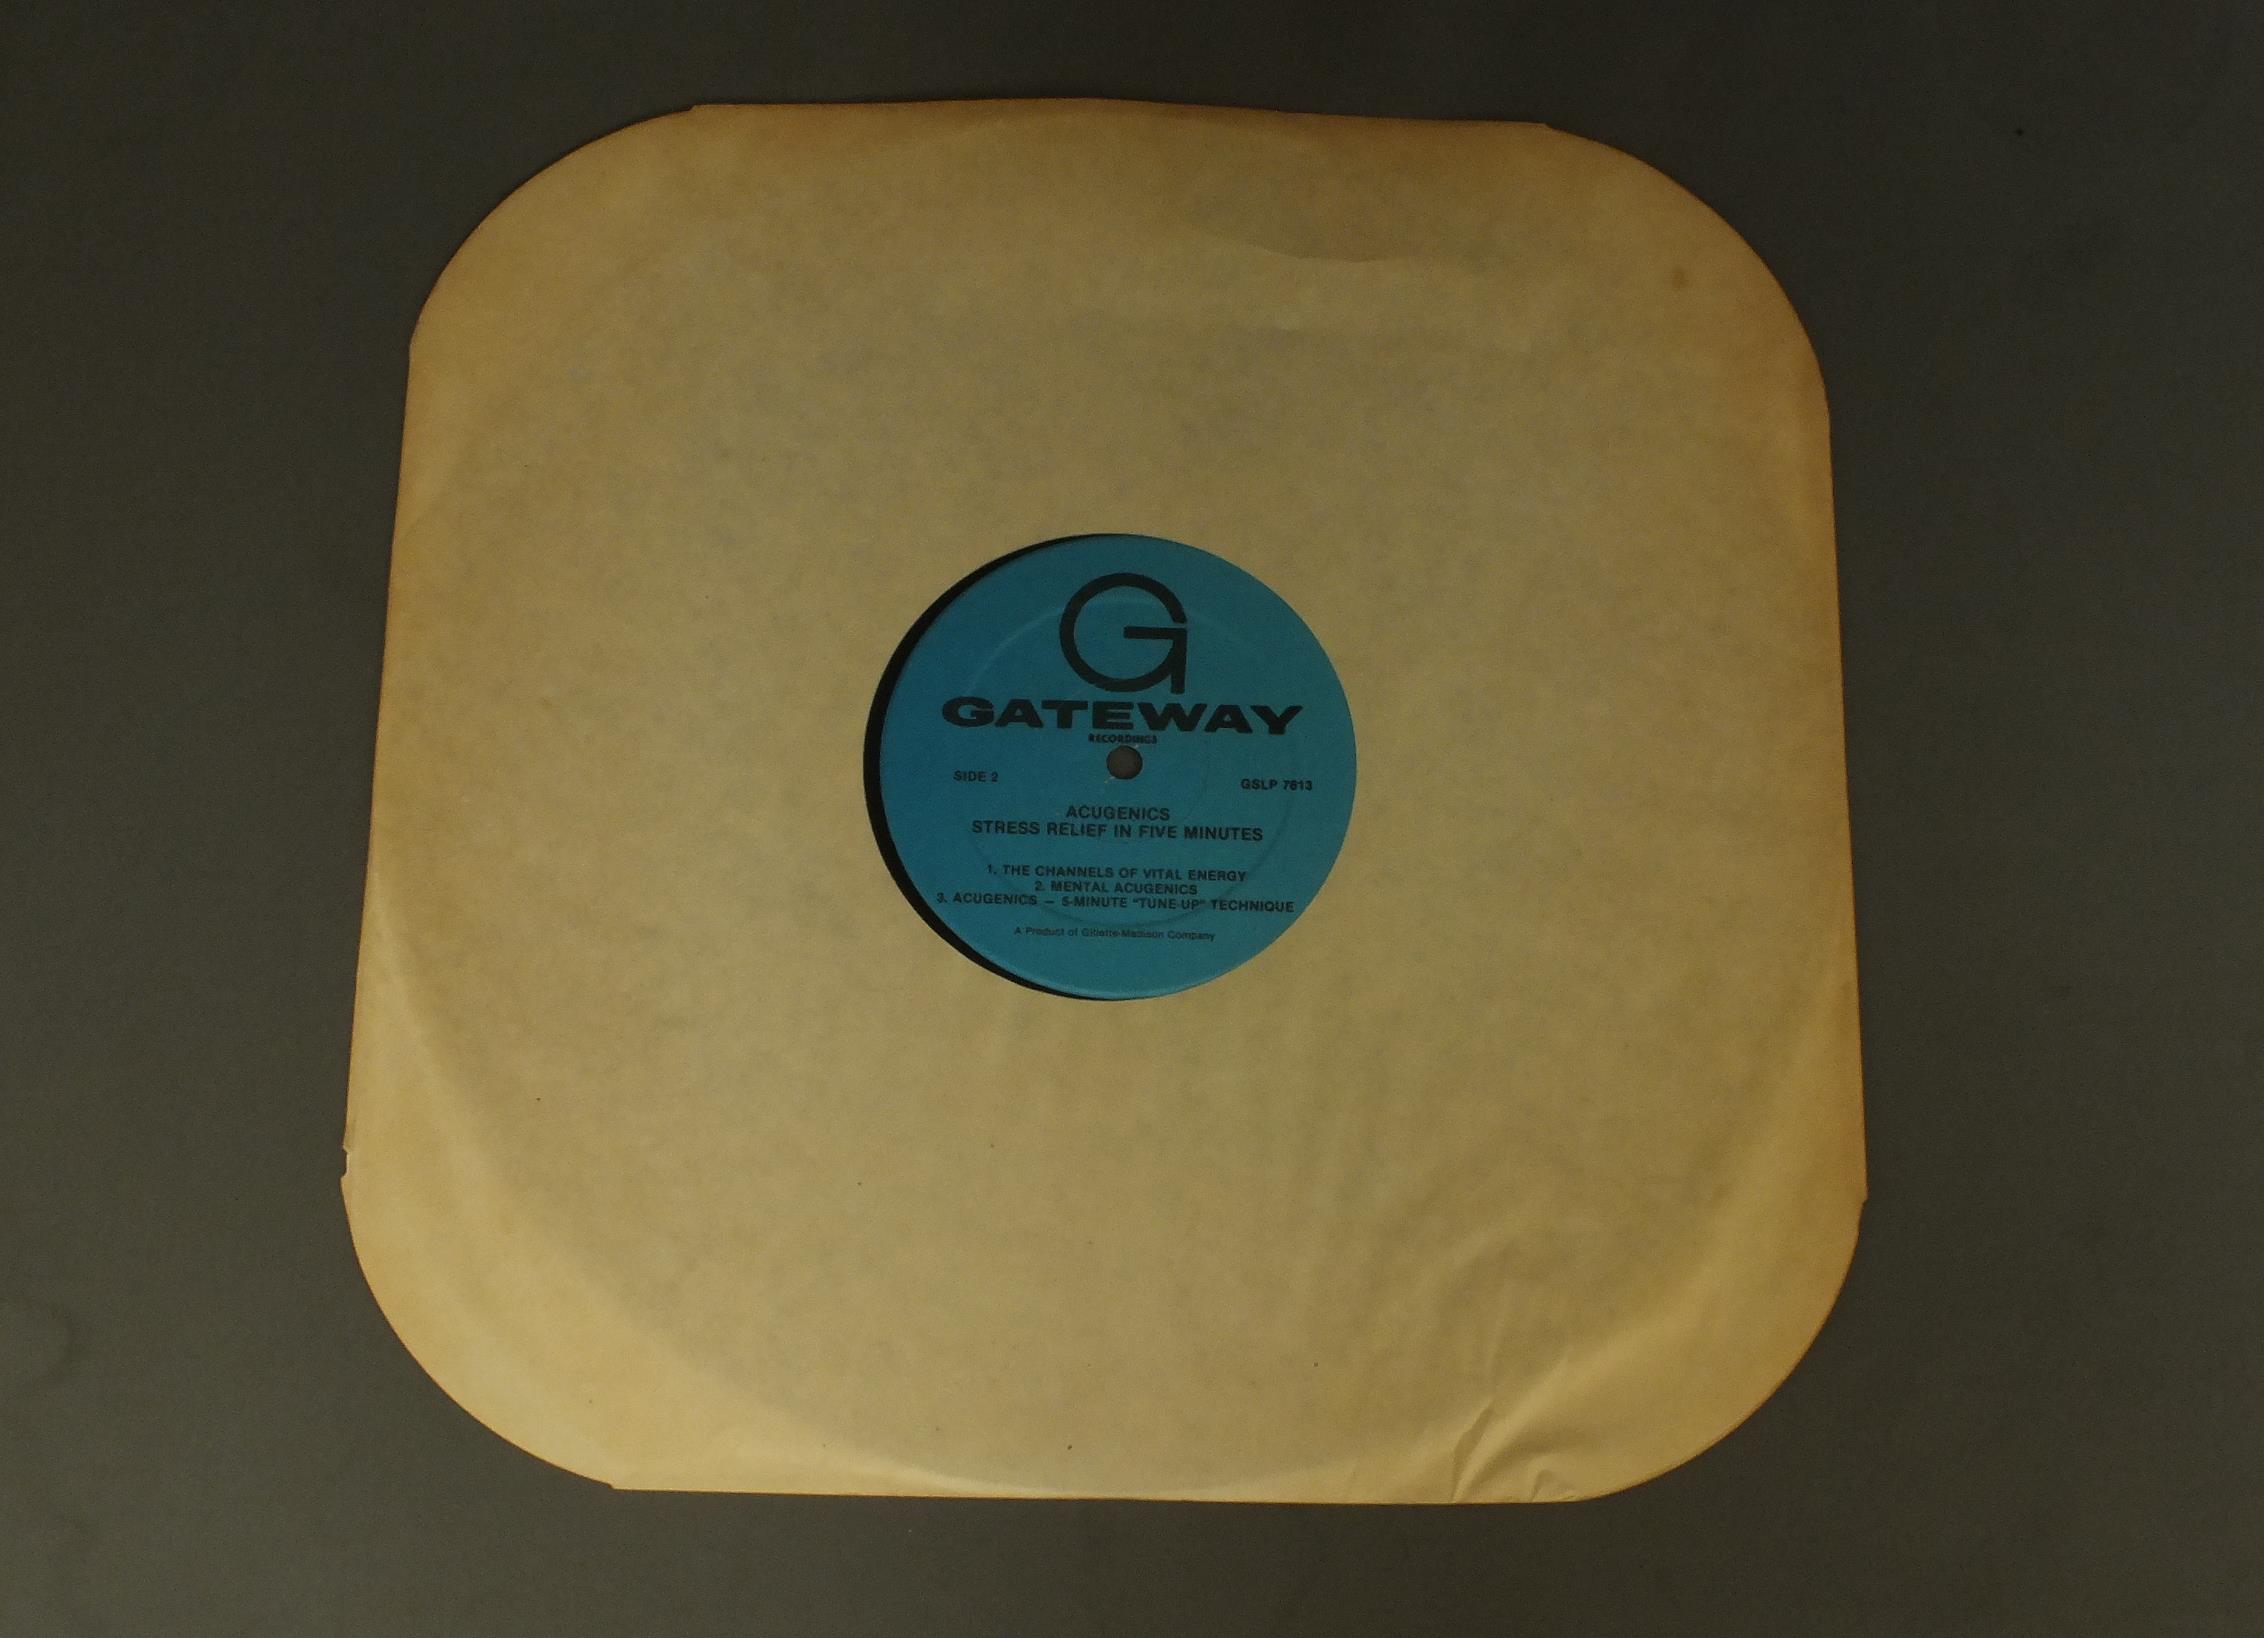 G
GATEWAY
RECORDINGS
SIDE 2
GSLP 7613
ACUGENICS
STRESS RELIEF IN FIVE MINUTES
1. THE CHANNELS OF VITAL ENERGY
2. MENTAL ACUGENICS
3. ACUGENICS — 5-MINUTE "TUNE-UP" TECHNIQUE
A Product of Gillette-Madison Company